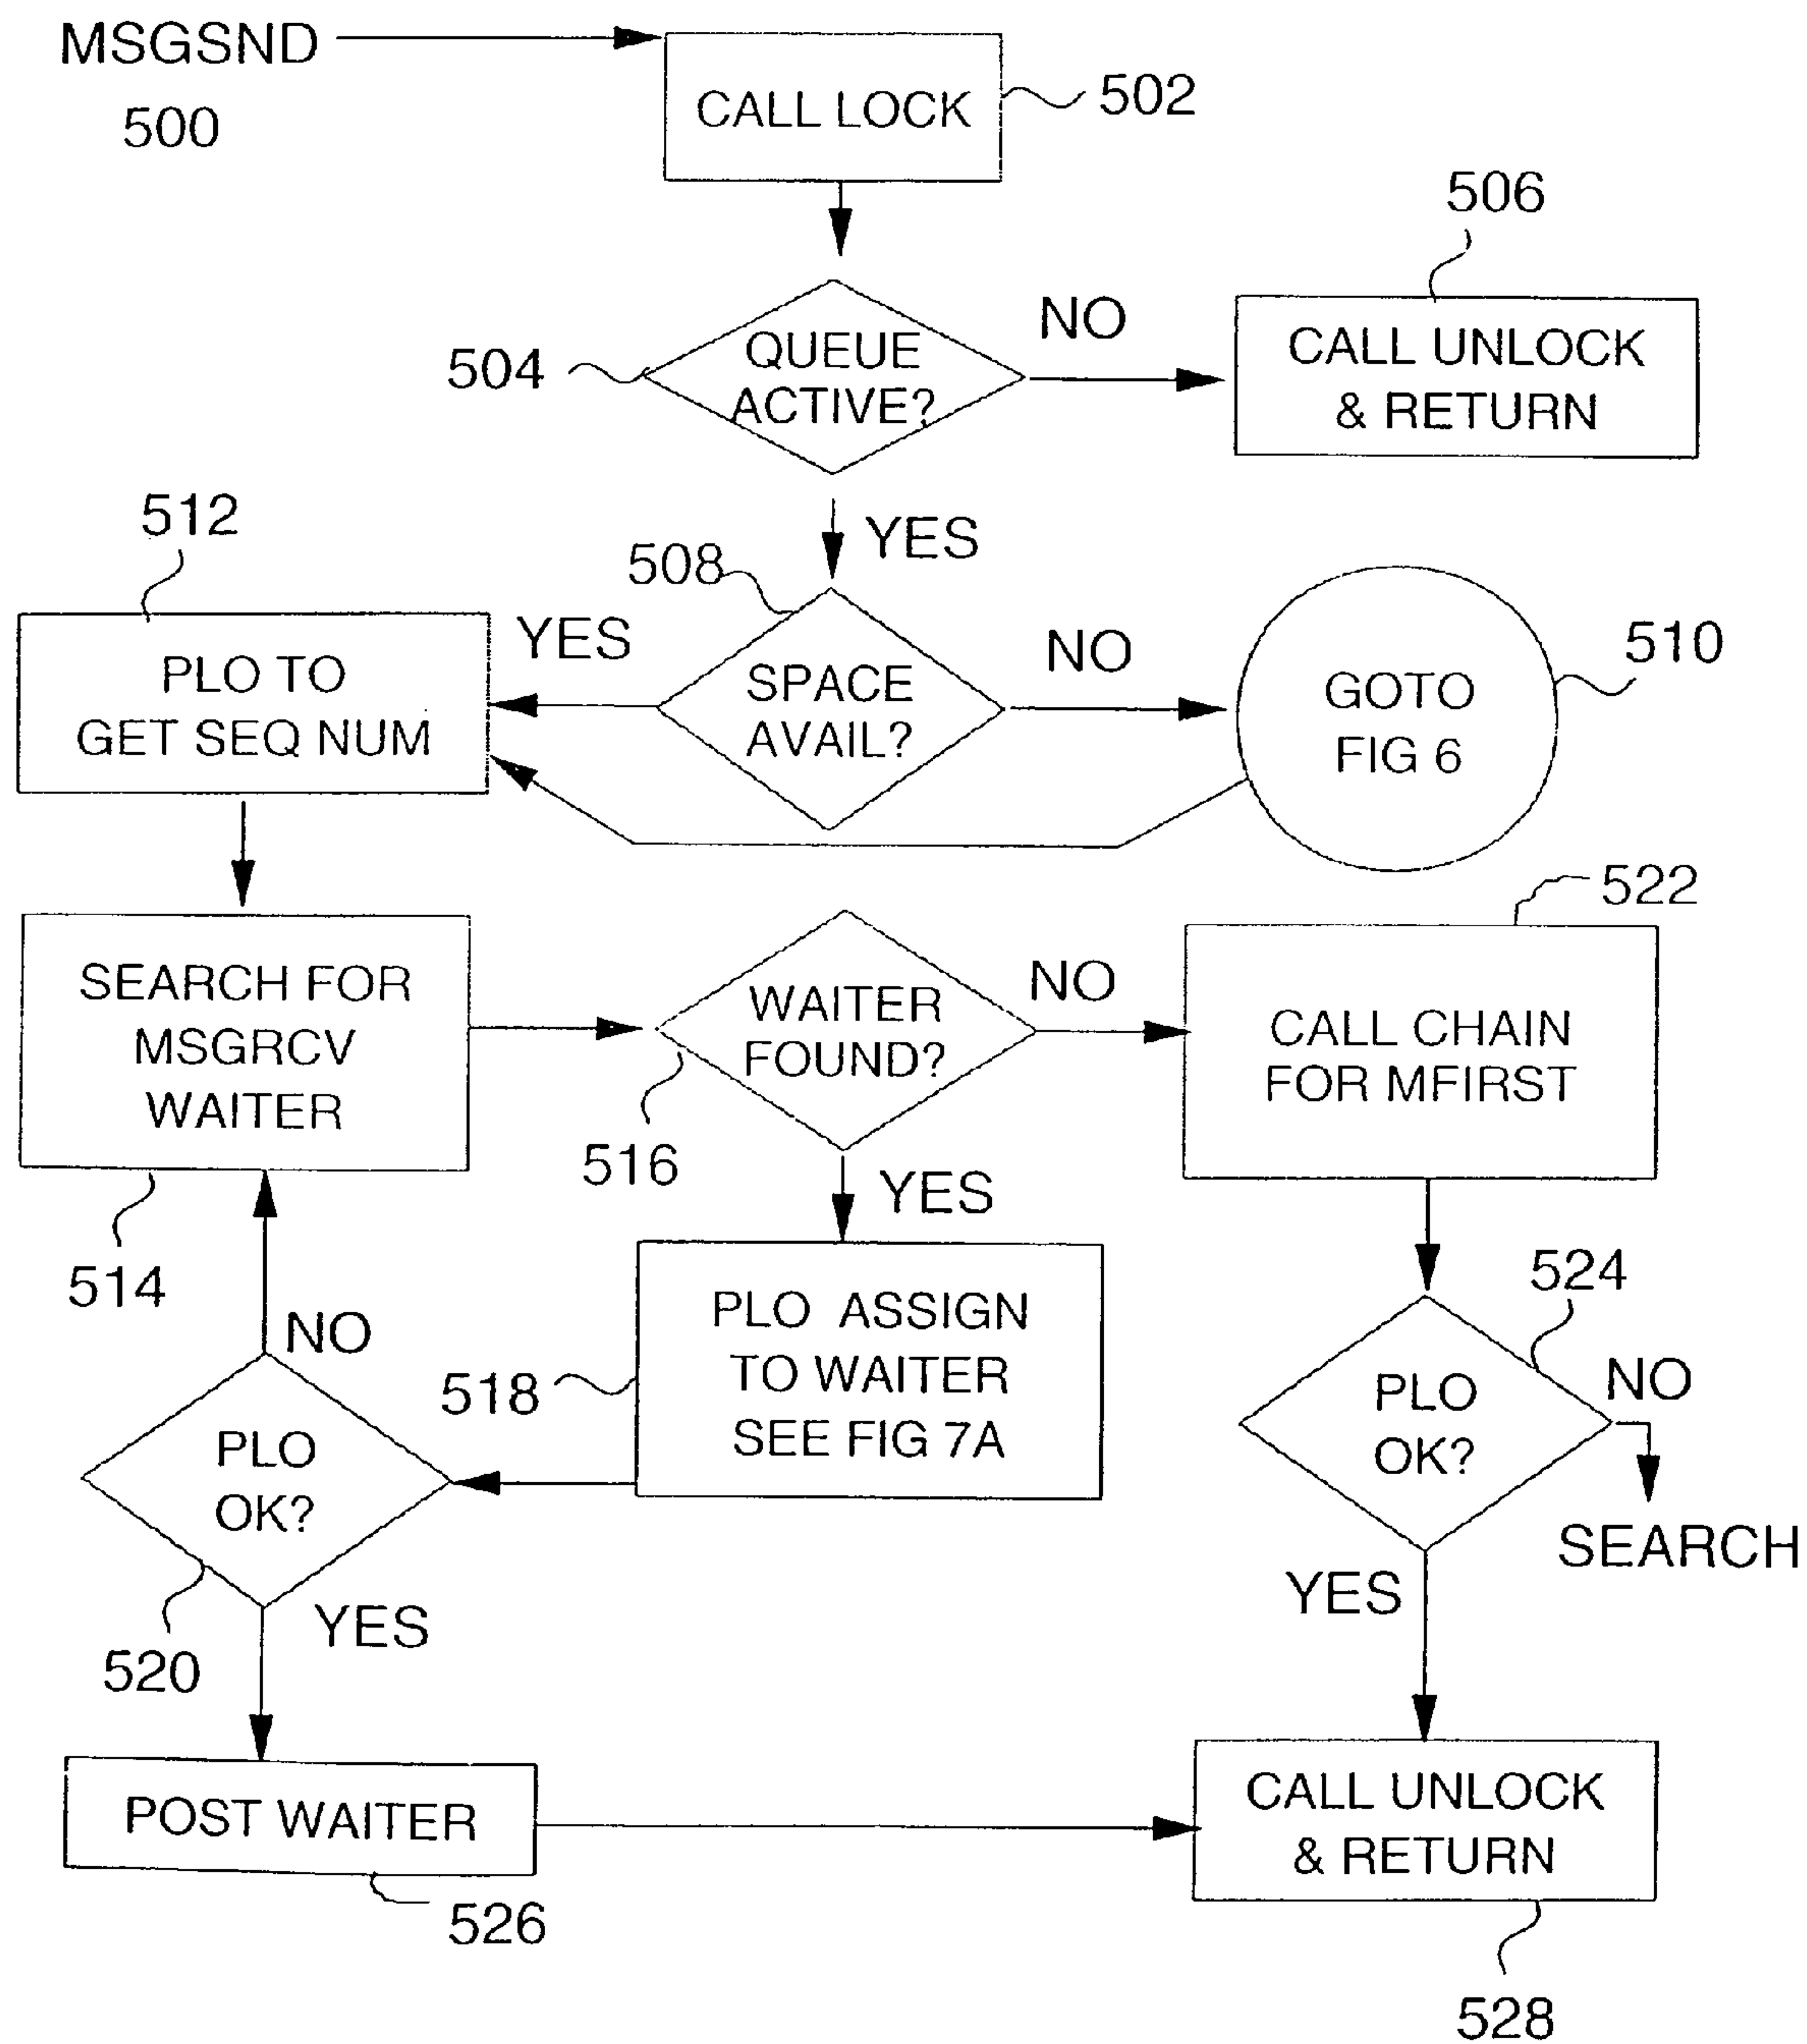 MSGSND
500
CALL LOCK
502
506
QUEUE
ACTIVE?
504
NO
CALL UNLOCK
& RETURN
512
YES
508
PLO TO
GET SEQ NUM
YES
SPACE
AVAIL?
NO
GOTO
FIG 6
510
522
SEARCH FOR
MSGRCV
WAITER
514
WAITER
FOUND?
516
NO
CALL CHAIN
FOR MFIRST
YES
524
NO
PLO ASSIGN
TO WAITER
SEE FIG 7A
518
PLO
OK?
520
PLO
OK?
NO
SEARCH
YES
YES
POST WAITER
526
CALL UNLOCK
& RETURN
528